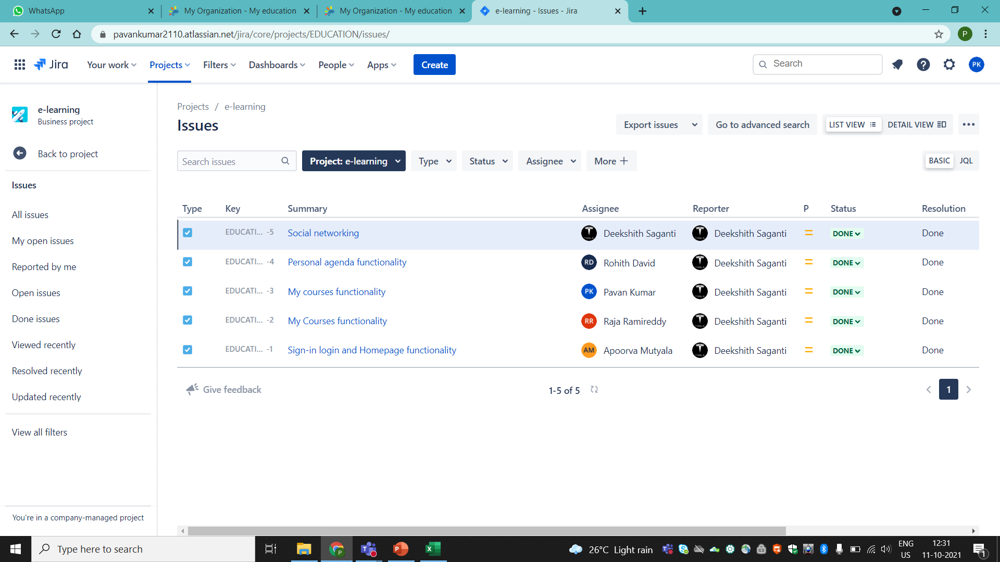 WhatsApp
My Organization - My education
My Organization - My education
e-learning - Issues - Jira
pavankumar2110.atlassian.net/jira/core/projects/EDUCATION/issues/
P
Jira
Your work
Projects
Filters
Dashboards
People
Apps
Create
Search
PK
e-learning
Business project
Back to project
Issues
All issues
My open issues
Reported by me
Open issues
Done issues
Viewed recently
Resolved recently
Updated recently
View all filters
You're in a company-managed project
Projects / e-learning
Issues
Export issues
Go to advanced search
LIST VIEW
DETAIL VIEW
Search issues
Project: e-learning
Type
Status
Assignee
More
BASIC
JQL
Type Key Summary Assignee Reporter P Status Resolution
EDUCATI... -5 Social networking Deekshith Saganti Deekshith Saganti DONE Done
EDUCATI... -4 Personal agenda functionality RD Rohith David Deekshith Saganti DONE Done
EDUCATI... -3 My courses functionality PK Pavan Kumar Deekshith Saganti DONE Done
EDUCATI... -2 My Courses functionality RR Raja Ramireddy Deekshith Saganti DONE Done
EDUCATI... -1 Sign-in login and Homepage functionality AM Apoorva Mutyala Deekshith Saganti DONE Done
Give feedback
1-5 of 5
1
Type here to search
26°C Light rain
ENG
US
12:31
11-10-2021
1